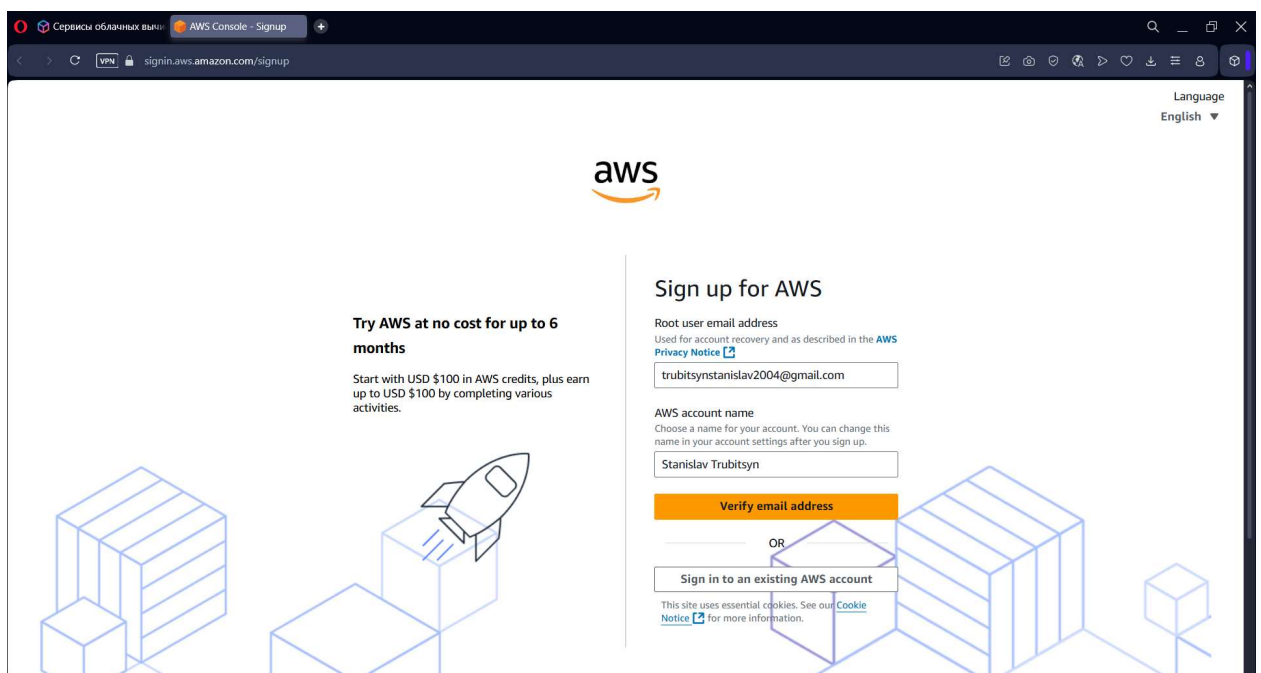 Сервисы облачных вычи
AWS Console - Signup
VPN
signin.aws.amazon.com/signup
Language
English
aws
Try AWS at no cost for up to 6
months
Start with USD $100 in AWS credits, plus earn
up to USD $100 by completing various
activities.
Sign up for AWS
Root user email address
Used for account recovery and as described in the AWS
Privacy Notice
trubitsynstanislav2004@gmail.com
AWS account name
Choose a name for your account. You can change this
name in your account settings after you sign up.
Stanislav Trubitsyn
Verify email address
OR
Sign in to an existing AWS account
This site uses essential cookies. See our Cookie
Notice for more information.